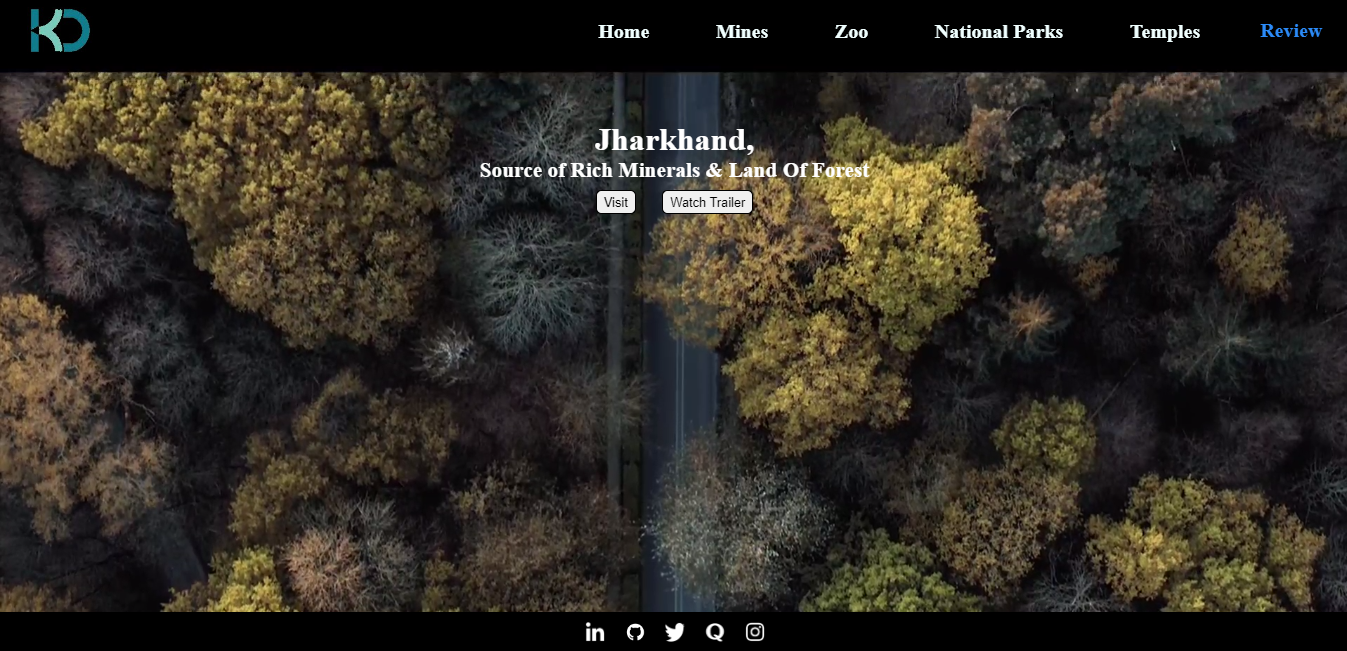 KD
Home Mines Zoo National Parks Temples Review
Jharkhand,
Source of Rich Minerals & Land Of Forest
Visit Watch Trailer